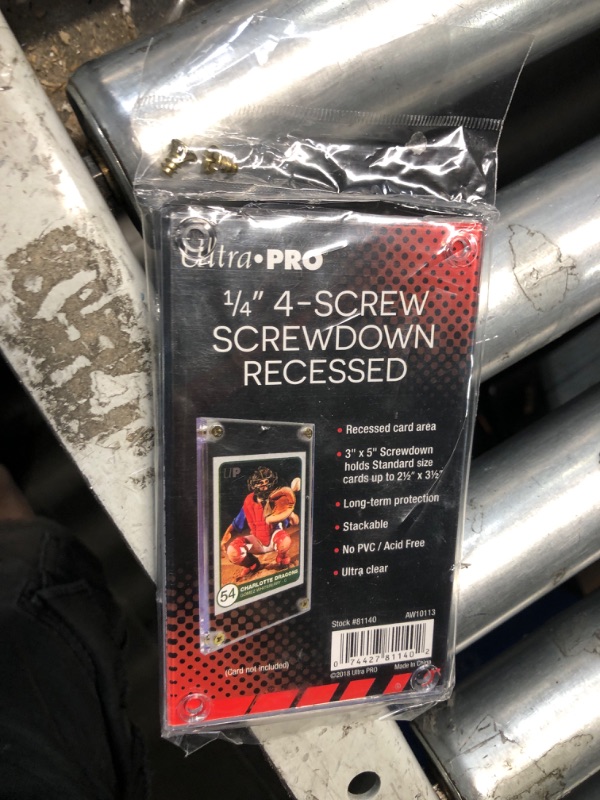 Ultra•PRO
1/4" 4-SCREW
SCREWDOWN
RECESSED
• Recessed card area
• 3" x 5" Screwdown
holds Standard size
cards up to 2½" x 3½"
• Long-term protection
• Stackable
• No PVC / Acid Free
• Ultra clear
UP
54
CHARLOTTE DRAGONS
(Card not included)
Stock #81140
AW10113
0 74427 81140 2
©2018 Ultra PRO
Made in China